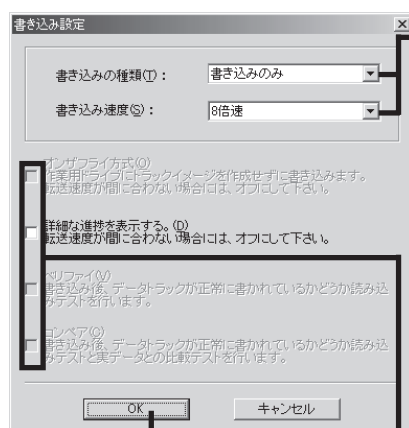 書き込み設定
書き込みの種類(T)： 書き込みのみ
書き込み速度(S)： 8倍速
オンザフライ方式(O)
作業用ドライブにトラックイメージを作成せずに書き込みます。
転送速度が間に合わない場合には、オフにして下さい。
詳細な進捗を表示する。(D)
転送速度が間に合わない場合には、オフにして下さい。
ベリファイ(V)
書き込み後、データトラックが正常に書かれているかどうか読み込
みテストを行います。
コンペア(C)
書き込み後、データトラックが正常に書かれているかどうか読み込
みテストと実データとの比較テストを行います。
OK キャンセル